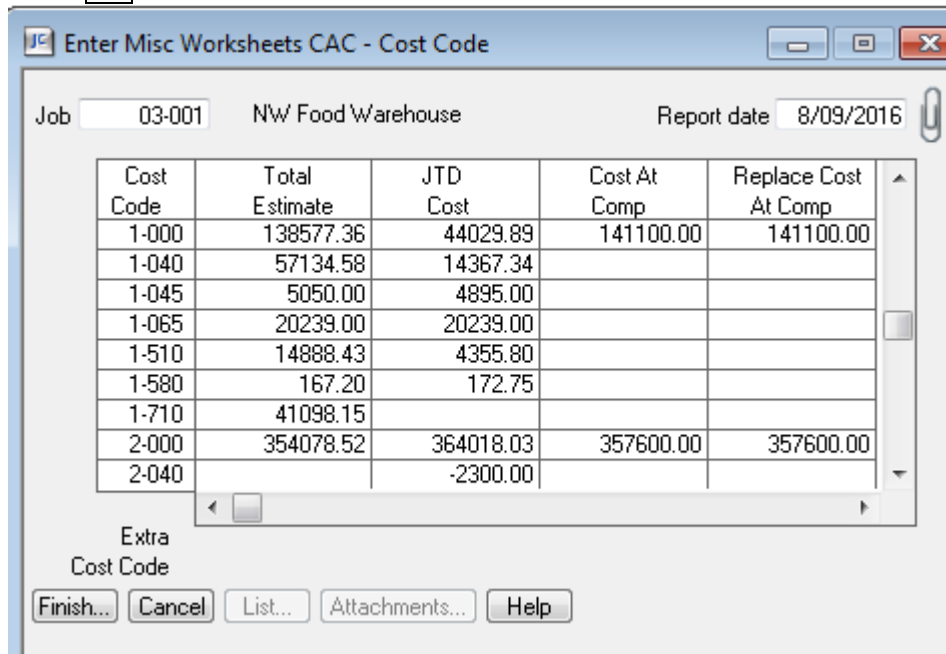 JC Enter Misc Worksheets CAC - Cost Code
Job 03-001 NW Food Warehouse Report date 8/09/2016
Cost Total JTD Cost At Replace Cost
Code Estimate Cost Comp At Comp
1-000 138577.36 44029.89 141100.00 141100.00
1-040 57134.58 14367.34
1-045 5050.00 4895.00
1-065 20239.00 20239.00
1-510 14888.43 4355.80
1-580 167.20 172.75
1-710 41098.15
2-000 354078.52 364018.03 357600.00 357600.00
2-040 -2300.00
Extra
Cost Code
Finish... Cancel List... Attachments... Help